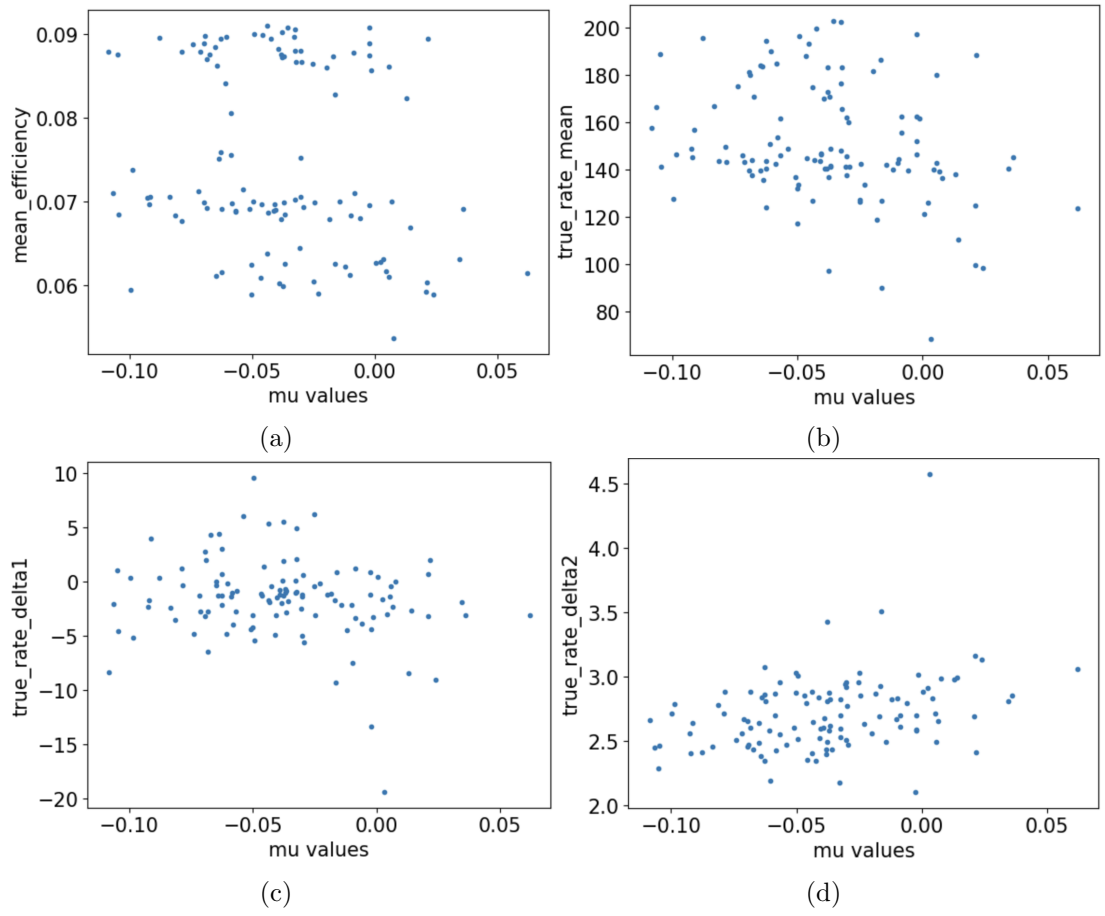 0.09
0.08
0.07
0.06
mean_efficiency
−0.10 −0.05 0.00 0.05
mu values
(a)
200
180
160
140
120
100
80
true_rate_mean
−0.10 −0.05 0.00 0.05
mu values
(b)
10
5
0
−5
−10
−15
−20
true_rate_delta1
−0.10 −0.05 0.00 0.05
mu values
(c)
4.5
4.0
3.5
3.0
2.5
2.0
true_rate_delta2
−0.10 −0.05 0.00 0.05
mu values
(d)